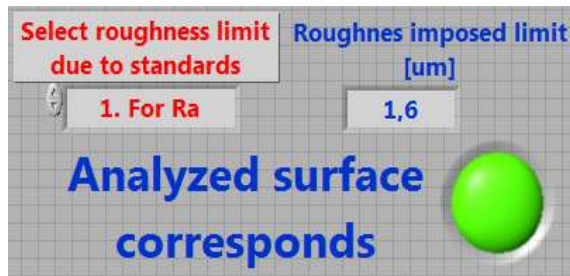 Select roughness limit
due to standards
Roughnes imposed limit
[um]
1. For Ra
1,6
Analyzed surface
corresponds